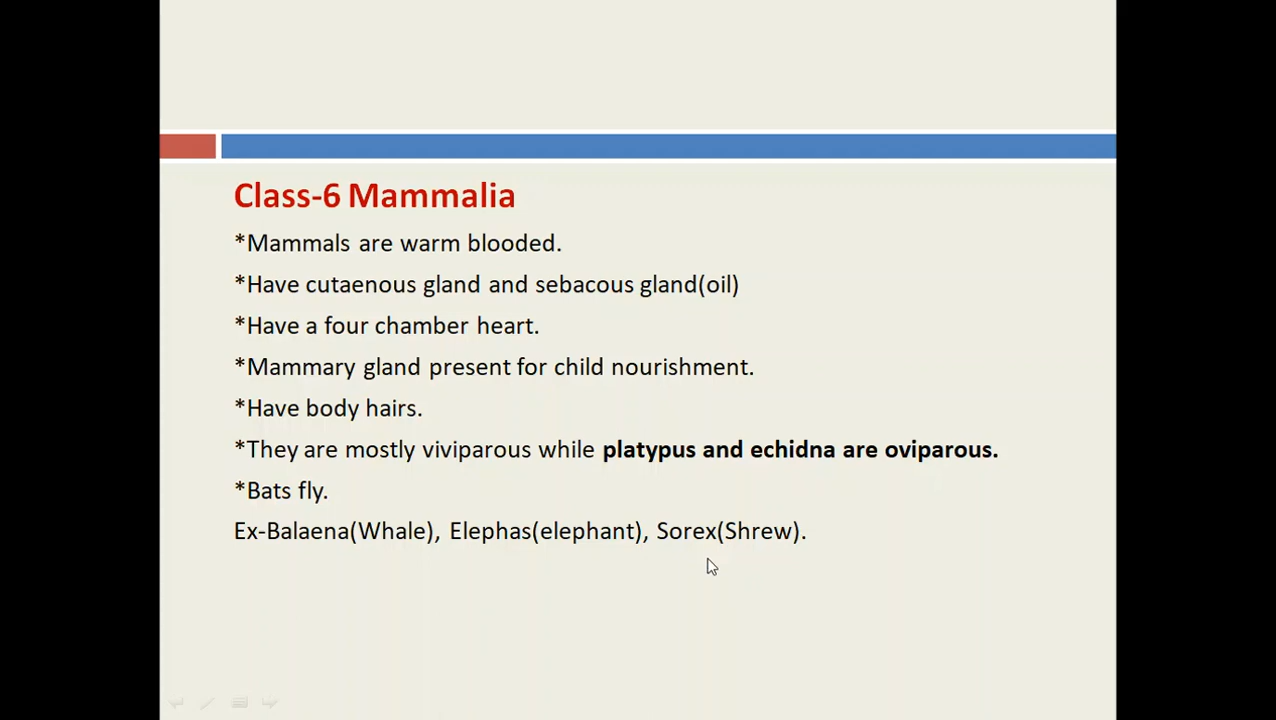 Class-6 Mammalia
*Mammals are warm blooded.
*Have cutaenous gland and sebacous gland(oil)
*Have a four chamber heart.
*Mammary gland present for child nourishment.
*Have body hairs.
*They are mostly viviparous while platypus and echidna are oviparous.
*Bats fly.
Ex-Balaena(Whale), Elephas(elephant), Sorex(Shrew).